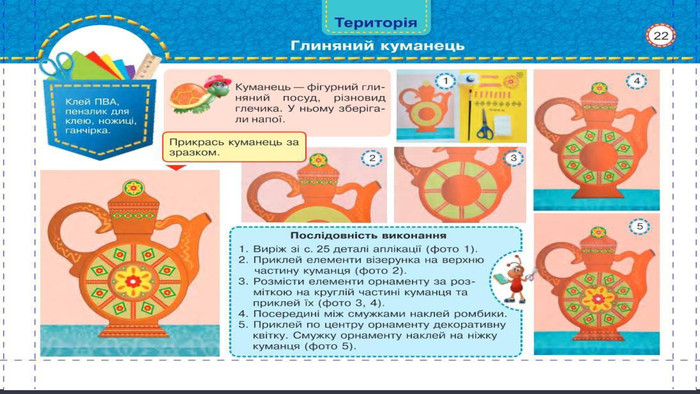 Територія
22
Глиняний куманець
Клей ПВА,
пензлик для
клею, ножиці,
ганчірка.
Куманець — фігурний гли-
няний посуд, різновид
глечика. У ньому зберіга-
ли напої.
Прикрась куманець за
зразком.
1
2
3
4
5
Послідовність виконання
1. Виріж зі с. 25 деталі аплікації (фото 1).
2. Приклей елементи візерунка на верхню
частину куманця (фото 2).
3. Розмісти елементи орнаменту за роз-
міткою на круглій частині куманця та
приклей їх (фото 3, 4).
4. Посередині між смужками наклей ромбики.
5. Приклей по центру орнаменту декоративну
квітку. Смужку орнаменту наклей на ніжку
куманця (фото 5).